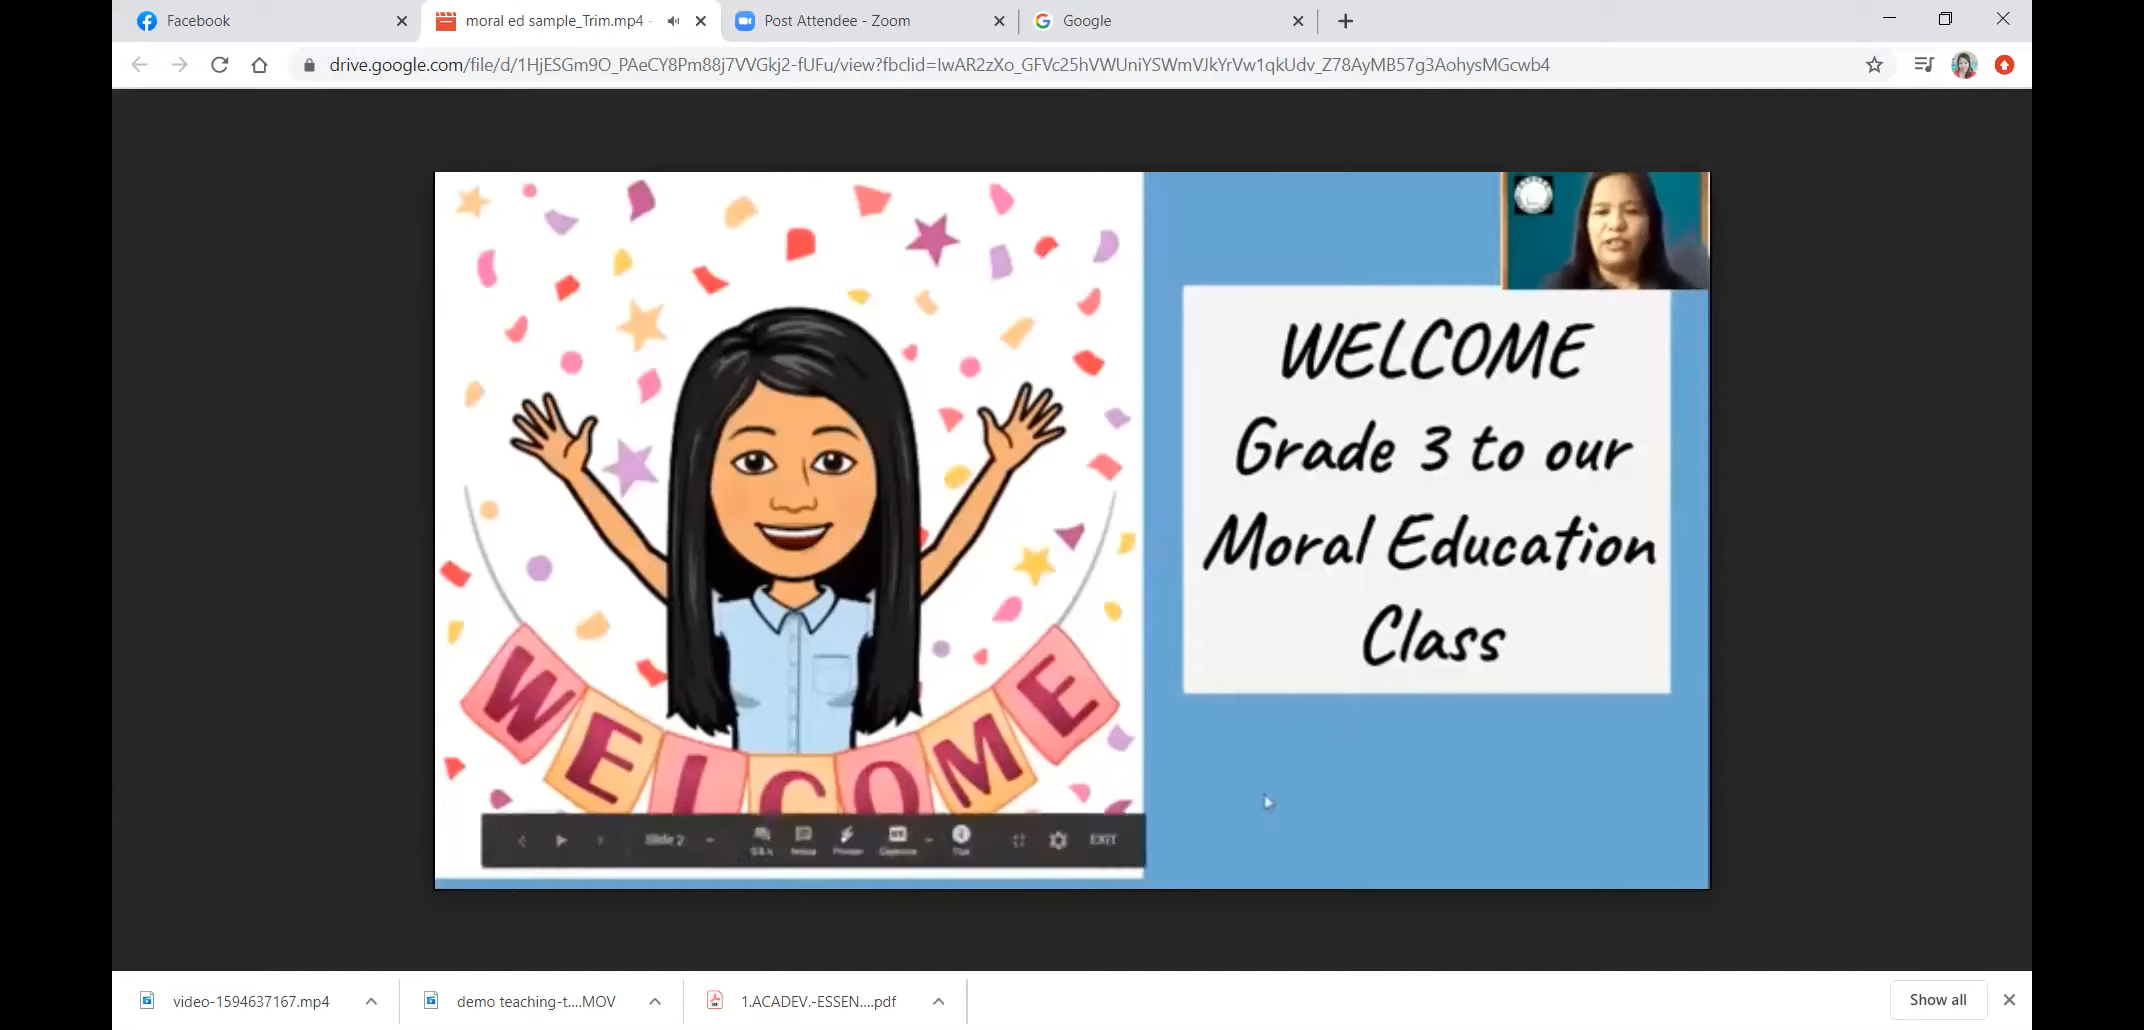 Facebook
moral ed sample_Trim.mp4 -
Post Attendee - Zoom
Google
drive.google.com/file/d/1HjESGm9O_PAeCY8Pm88j7VVGkj2-fUFu/view?fbclid=IwAR2zXo_GFVc25hVWUniYSWmVJkYrVw1qkUdv_Z78AyMB57g3AohysMGcwb4
WELCOME
Grade 3 to our
Moral Education
Class
WELCOME
Slide 2
EXIT
video-1594637167.mp4
demo teaching-t....MOV
1.ACADEV.-ESSEN....pdf
Show all